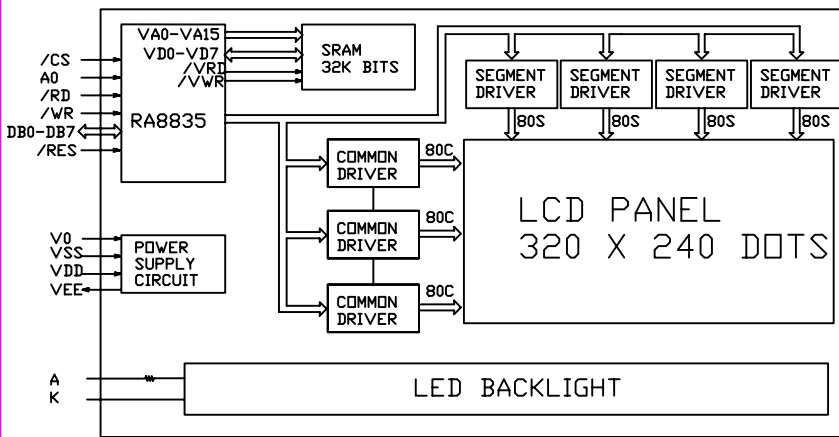 /CS
A0
/RD
/WR
DB0-DB7
/RES
RA8835
VA0-VA15
VD0-VD7
/VRD
/VWR
SRAM
32K BITS
SEGMENT
DRIVER
SEGMENT
DRIVER
SEGMENT
DRIVER
SEGMENT
DRIVER
80S
80S
80S
80S
COMMON
DRIVER
80C
COMMON
DRIVER
80C
COMMON
DRIVER
80C
LCD PANEL
320 X 240 DOTS
V0
VSS
VDD
VEE
POWER
SUPPLY
CIRCUIT
A
K
LED BACKLIGHT